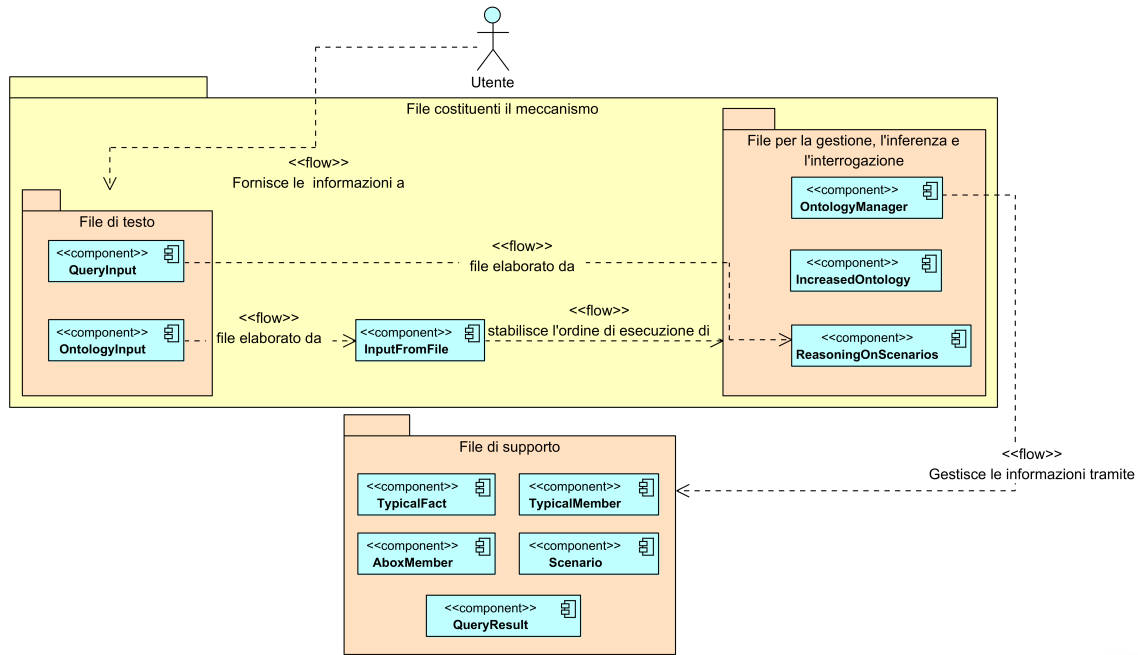 Utente
File costituenti il meccanismo
<<flow>>
Fornisce le informazioni a
File di testo
<<component>>
QueryInput
<<component>>
OntologyInput
<<flow>>
file elaborato da
<<flow>>
file elaborato da
<<component>>
InputFromFile
<<flow>>
stabilisce l'ordine di esecuzione di
File per la gestione, l'inferenza e
l'interrogazione
<<component>>
OntologyManager
<<component>>
IncreasedOntology
<<component>>
ReasoningOnScenarios
<<flow>>
Gestisce le informazioni tramite
File di supporto
<<component>>
TypicalFact
<<component>>
TypicalMember
<<component>>
AboxMember
<<component>>
Scenario
<<component>>
QueryResult